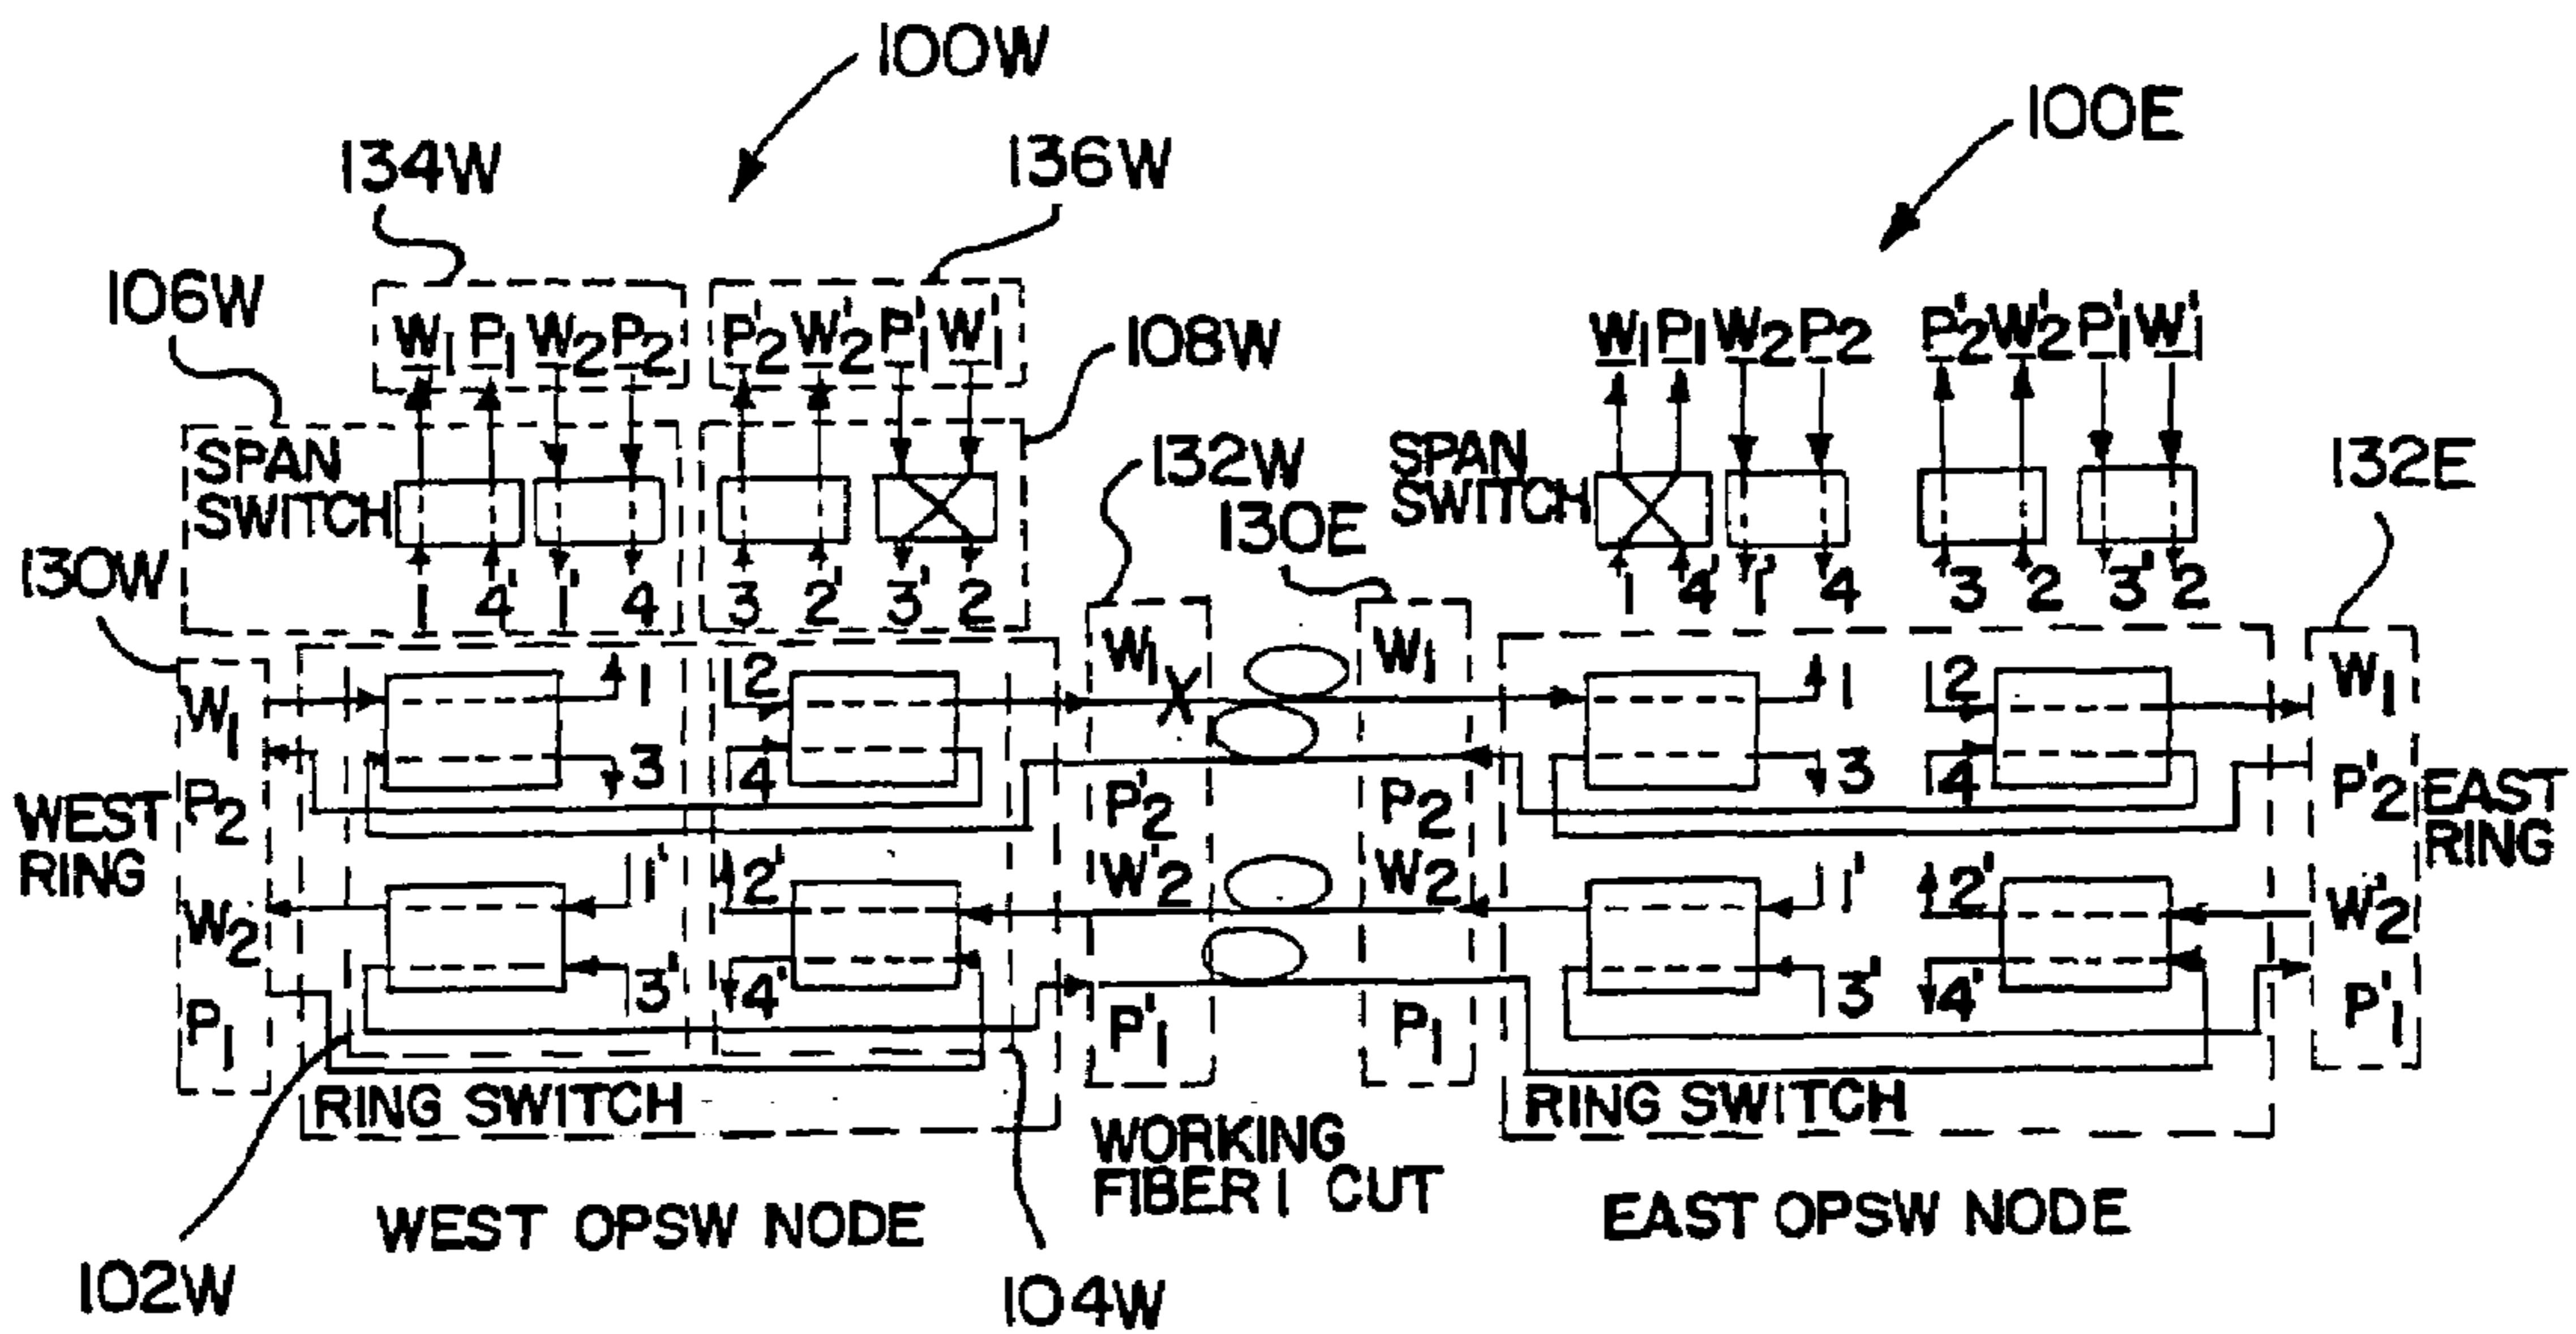 100W
100E
134W
136W
106W
W1 P1 W2 P2
P'2 W'2 P'1 W'1
108W
W1 P1 W2 P2
P'2 W'2 P'1 W'1
SPAN
SWITCH
132W
SPAN
SWITCH
132E
130W
130E
1 4' 1' 4
3 2' 3' 2
1 4' 1' 4
3 2 3' 2
W1
1
2
W1
X
W1
1
2
W1
3
4
3
4
WEST
RING
P2
P'2
P2
P'2
EAST
RING
W2
1'
2'
W'2
W2
1'
2'
W'2
3'
4'
3'
4'
P1
P'1
P1
P'1
RING SWITCH
WORKING
FIBER 1 CUT
RING SWITCH
WEST OPSW NODE
EAST OPSW NODE
102W
104W